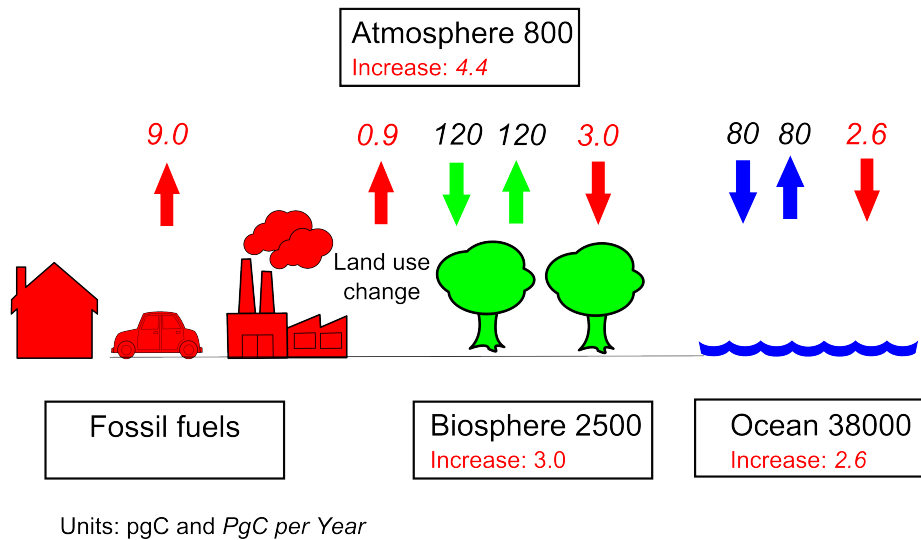 Atmosphere 800
Increase: 4.4
9.0
0.9
120
120
3.0
80
80
2.6
Land use
change
Fossil fuels
Biosphere 2500
Increase: 3.0
Ocean 38000
Increase: 2.6
Units: pgC and PgC per Year